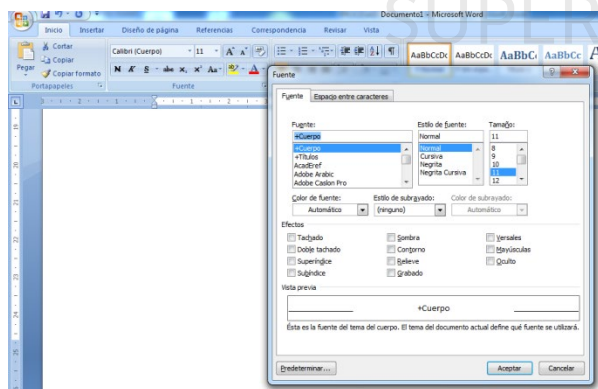 SUPER
Documento1 - Microsoft Word
Inicio Insertar Diseño de página Referencias Correspondencia Revisar Vista
Pegar
Cortar
Copiar
Copiar formato
Portapapeles
Calibri (Cuerpo) 11
Fuente
AaBbCcDc AaBbCcDc AaBbC AaBbCc
Fuente
Fuente Espacio entre caracteres
Fuente: Estilo de fuente: Tamaño:
+Cuerpo Normal 11
+Cuerpo Normal 8
+Títulos Cursiva 9
AcadEref Negrita 10
Adobe Arabic Negrita Cursiva 11
Adobe Caslon Pro 12
Color de fuente: Estilo de subrayado: Color de subrayado:
Automático (ninguno) Automático
Efectos
Tachado Sombra Versales
Doble tachado Contorno Mayúsculas
Superíndice Relieve Oculto
Subíndice Grabado
Vista previa
+Cuerpo
Ésta es la fuente del tema del cuerpo. El tema del documento actual define qué fuente se utilizará.
Predeterminar... Aceptar Cancelar